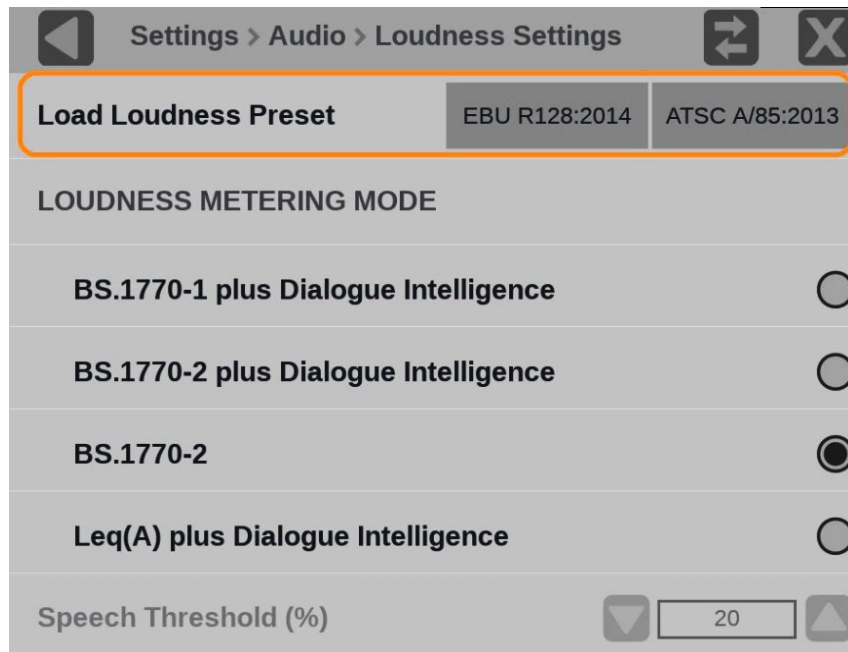 Settings > Audio > Loudness Settings
Load Loudness Preset EBU R128:2014 ATSC A/85:2013
LOUDNESS METERING MODE
BS.1770-1 plus Dialogue Intelligence
BS.1770-2 plus Dialogue Intelligence
BS.1770-2
Leq(A) plus Dialogue Intelligence
Speech Threshold (%) 20